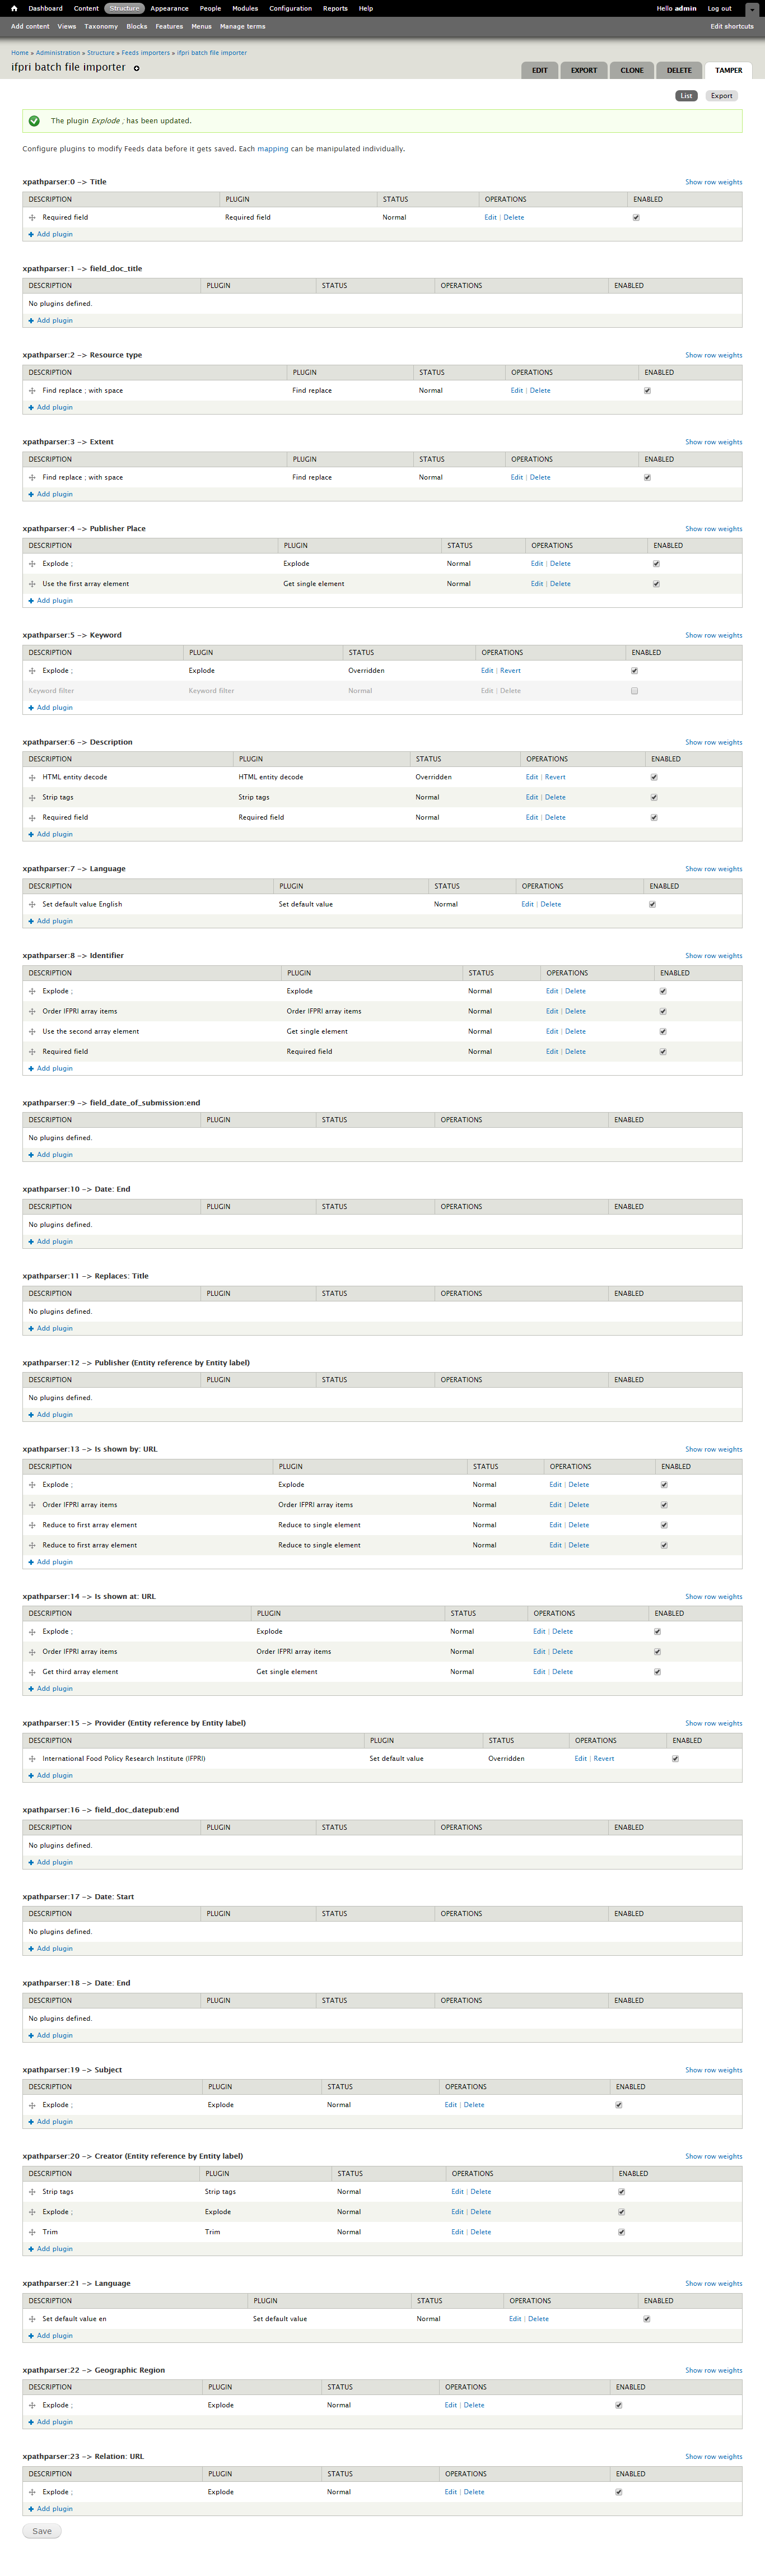 Dashboard Content Structure Appearance People Modules Configuration Reports Help Hello admin Log out
Add content Views Taxonomy Blocks Features Menus Manage terms Edit shortcuts
Home » Administration » Structure » Feeds importers » ifpri batch file importer
ifpri batch file importer
EDIT EXPORT CLONE DELETE TAMPER
List Export
The plugin Explode ; has been updated.
Configure plugins to modify Feeds data before it gets saved. Each mapping can be manipulated individually.
xpathparser:0 -> Title Show row weights
DESCRIPTION PLUGIN STATUS OPERATIONS ENABLED
Required field Required field Normal Edit | Delete
Add plugin
xpathparser:1 -> field_doc_title
DESCRIPTION PLUGIN STATUS OPERATIONS ENABLED
No plugins defined.
Add plugin
xpathparser:2 -> Resource type Show row weights
DESCRIPTION PLUGIN STATUS OPERATIONS ENABLED
Find replace ; with space Find replace Normal Edit | Delete
Add plugin
xpathparser:3 -> Extent Show row weights
DESCRIPTION PLUGIN STATUS OPERATIONS ENABLED
Find replace ; with space Find replace Normal Edit | Delete
Add plugin
xpathparser:4 -> Publisher Place Show row weights
DESCRIPTION PLUGIN STATUS OPERATIONS ENABLED
Explode ; Explode Normal Edit | Delete
Use the first array element Get single element Normal Edit | Delete
Add plugin
xpathparser:5 -> Keyword Show row weights
DESCRIPTION PLUGIN STATUS OPERATIONS ENABLED
Explode ; Explode Overridden Edit | Revert
Keyword filter Keyword filter Normal Edit | Delete
Add plugin
xpathparser:6 -> Description Show row weights
DESCRIPTION PLUGIN STATUS OPERATIONS ENABLED
HTML entity decode HTML entity decode Overridden Edit | Revert
Strip tags Strip tags Normal Edit | Delete
Required field Required field Normal Edit | Delete
Add plugin
xpathparser:7 -> Language Show row weights
DESCRIPTION PLUGIN STATUS OPERATIONS ENABLED
Set default value English Set default value Normal Edit | Delete
Add plugin
xpathparser:8 -> Identifier Show row weights
DESCRIPTION PLUGIN STATUS OPERATIONS ENABLED
Explode ; Explode Normal Edit | Delete
Order IFPRI array items Order IFPRI array items Normal Edit | Delete
Use the second array element Get single element Normal Edit | Delete
Required field Required field Normal Edit | Delete
Add plugin
xpathparser:9 -> field_date_of_submission:end
DESCRIPTION PLUGIN STATUS OPERATIONS ENABLED
No plugins defined.
Add plugin
xpathparser:10 -> Date: End
DESCRIPTION PLUGIN STATUS OPERATIONS ENABLED
No plugins defined.
Add plugin
xpathparser:11 -> Replaces: Title
DESCRIPTION PLUGIN STATUS OPERATIONS ENABLED
No plugins defined.
Add plugin
xpathparser:12 -> Publisher (Entity reference by Entity label)
DESCRIPTION PLUGIN STATUS OPERATIONS ENABLED
No plugins defined.
Add plugin
xpathparser:13 -> Is shown by: URL Show row weights
DESCRIPTION PLUGIN STATUS OPERATIONS ENABLED
Explode ; Explode Normal Edit | Delete
Order IFPRI array items Order IFPRI array items Normal Edit | Delete
Reduce to first array element Reduce to single element Normal Edit | Delete
Reduce to first array element Reduce to single element Normal Edit | Delete
Add plugin
xpathparser:14 -> Is shown at: URL Show row weights
DESCRIPTION PLUGIN STATUS OPERATIONS ENABLED
Explode ; Explode Normal Edit | Delete
Order IFPRI array items Order IFPRI array items Normal Edit | Delete
Get third array element Get single element Normal Edit | Delete
Add plugin
xpathparser:15 -> Provider (Entity reference by Entity label) Show row weights
DESCRIPTION PLUGIN STATUS OPERATIONS ENABLED
International Food Policy Research Institute (IFPRI) Set default value Overridden Edit | Revert
Add plugin
xpathparser:16 -> field_doc_datepub:end
DESCRIPTION PLUGIN STATUS OPERATIONS ENABLED
No plugins defined.
Add plugin
xpathparser:17 -> Date: Start
DESCRIPTION PLUGIN STATUS OPERATIONS ENABLED
No plugins defined.
Add plugin
xpathparser:18 -> Date: End
DESCRIPTION PLUGIN STATUS OPERATIONS ENABLED
No plugins defined.
Add plugin
xpathparser:19 -> Subject Show row weights
DESCRIPTION PLUGIN STATUS OPERATIONS ENABLED
Explode ; Explode Normal Edit | Delete
Add plugin
xpathparser:20 -> Creator (Entity reference by Entity label) Show row weights
DESCRIPTION PLUGIN STATUS OPERATIONS ENABLED
Strip tags Strip tags Normal Edit | Delete
Explode ; Explode Normal Edit | Delete
Trim Trim Normal Edit | Delete
Add plugin
xpathparser:21 -> Language Show row weights
DESCRIPTION PLUGIN STATUS OPERATIONS ENABLED
Set default value en Set default value Normal Edit | Delete
Add plugin
xpathparser:22 -> Geographic Region Show row weights
DESCRIPTION PLUGIN STATUS OPERATIONS ENABLED
Explode ; Explode Normal Edit | Delete
Add plugin
xpathparser:23 -> Relation: URL Show row weights
DESCRIPTION PLUGIN STATUS OPERATIONS ENABLED
Explode ; Explode Normal Edit | Delete
Add plugin
Save